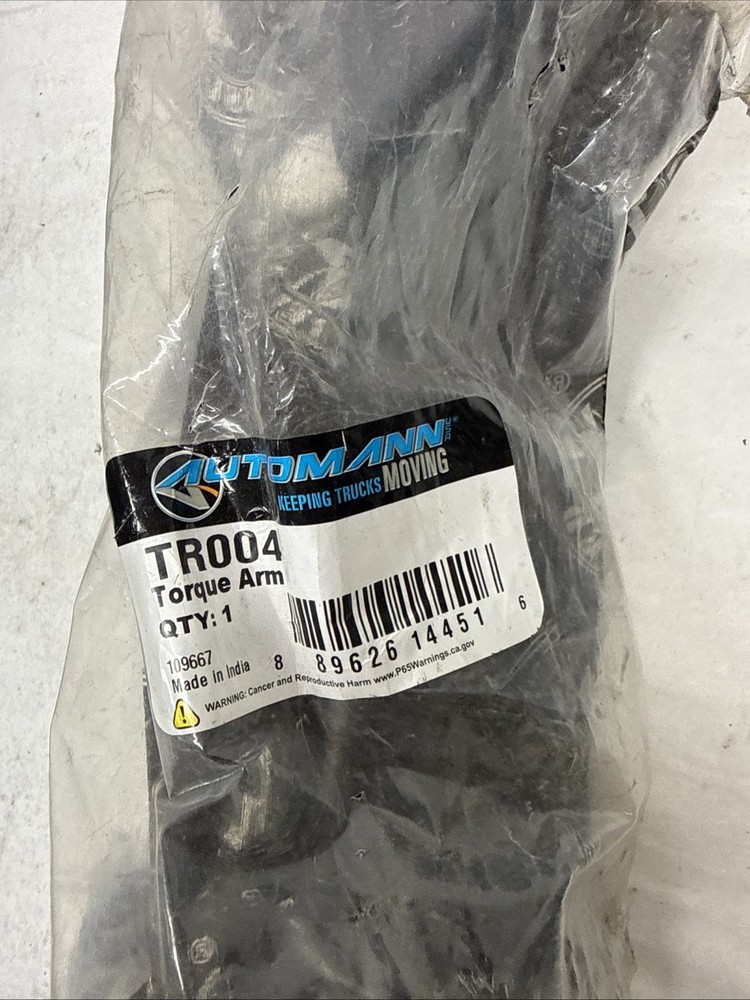 AUTOMANN INC®
KEEPING TRUCKS MOVING
TR004
Torque Arm
QTY: 1
109667
Made in India
8 89626 14451 6
WARNING: Cancer and Reproductive Harm www.P65Warnings.ca.gov